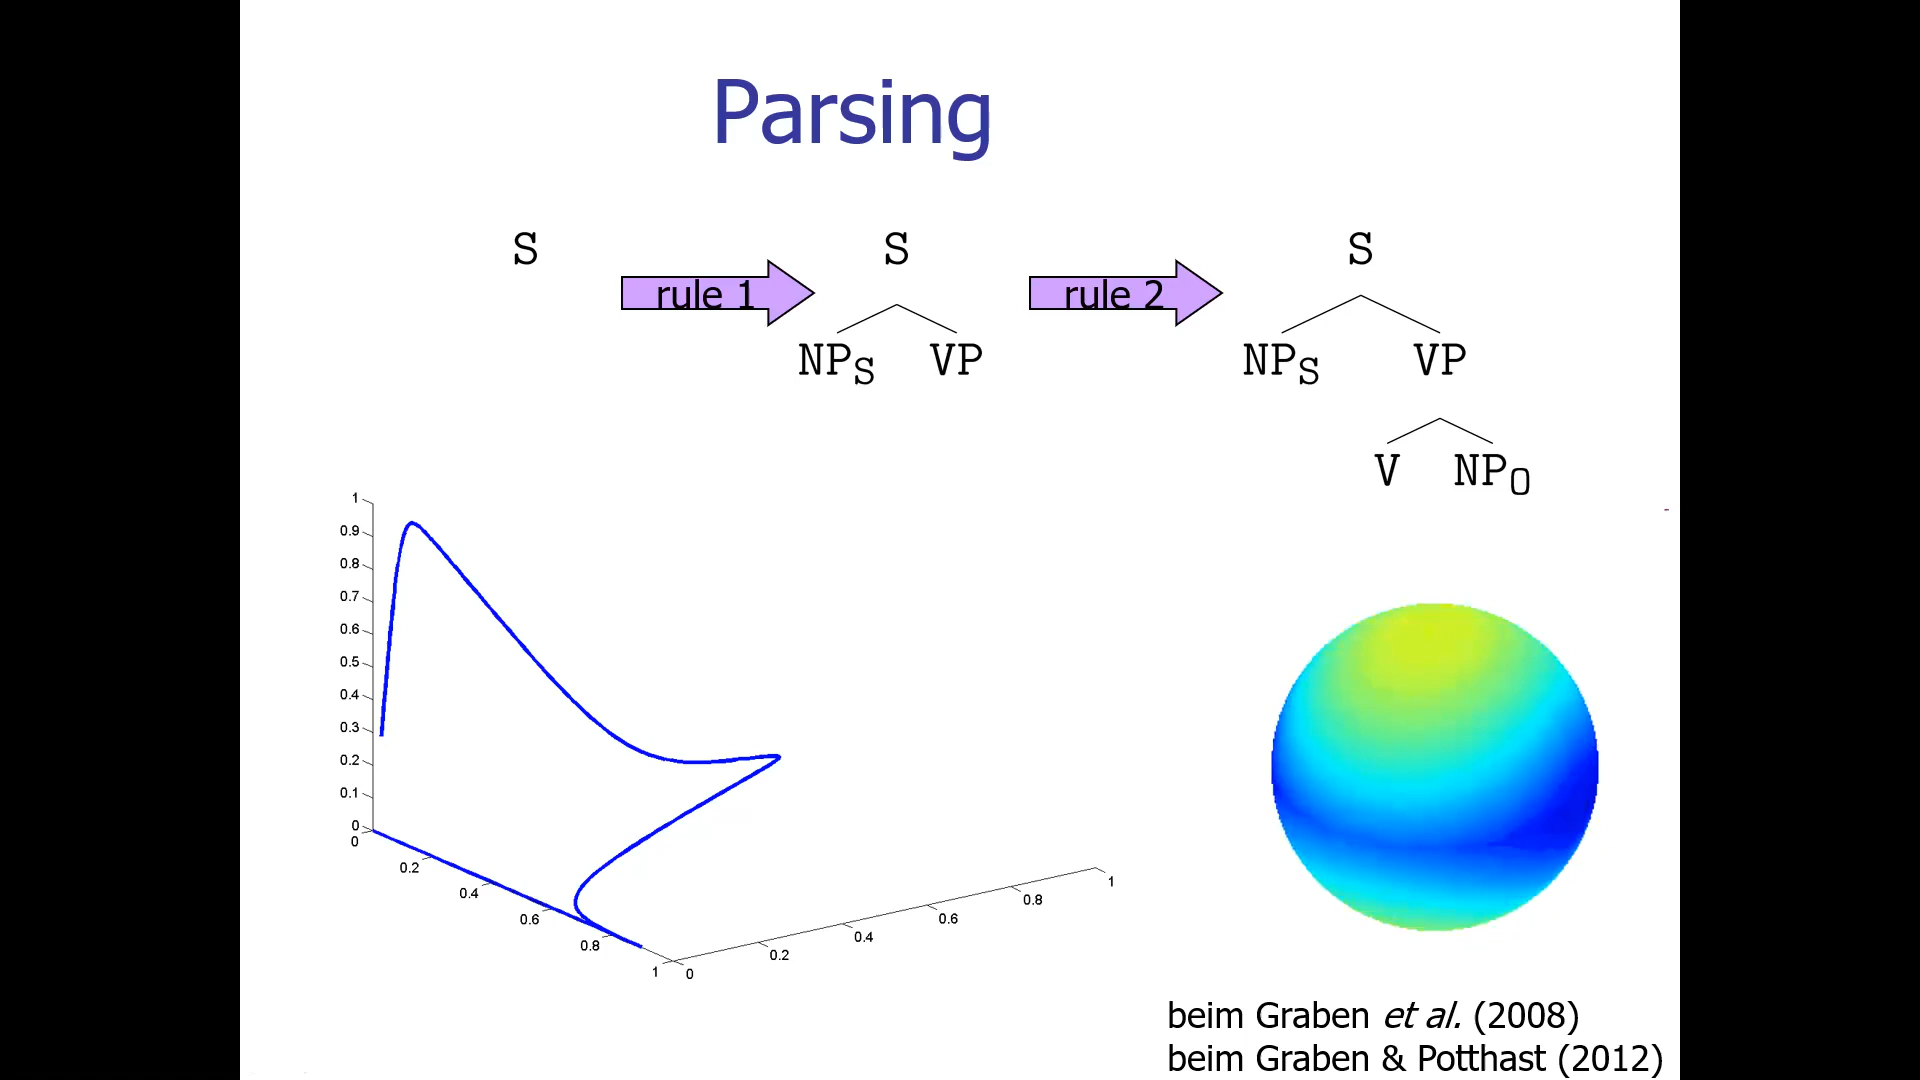 Parsing
S
rule 1
S
NPS VP
rule 2
S
NPS VP
V NPO
1
0.9
0.8
0.7
0.6
0.5
0.4
0.3
0.2
0.1
0
0
0.2
0.4
0.6
0.8
1
0
0.2
0.4
0.6
0.8
1
beim Graben et al. (2008)
beim Graben & Potthast (2012)